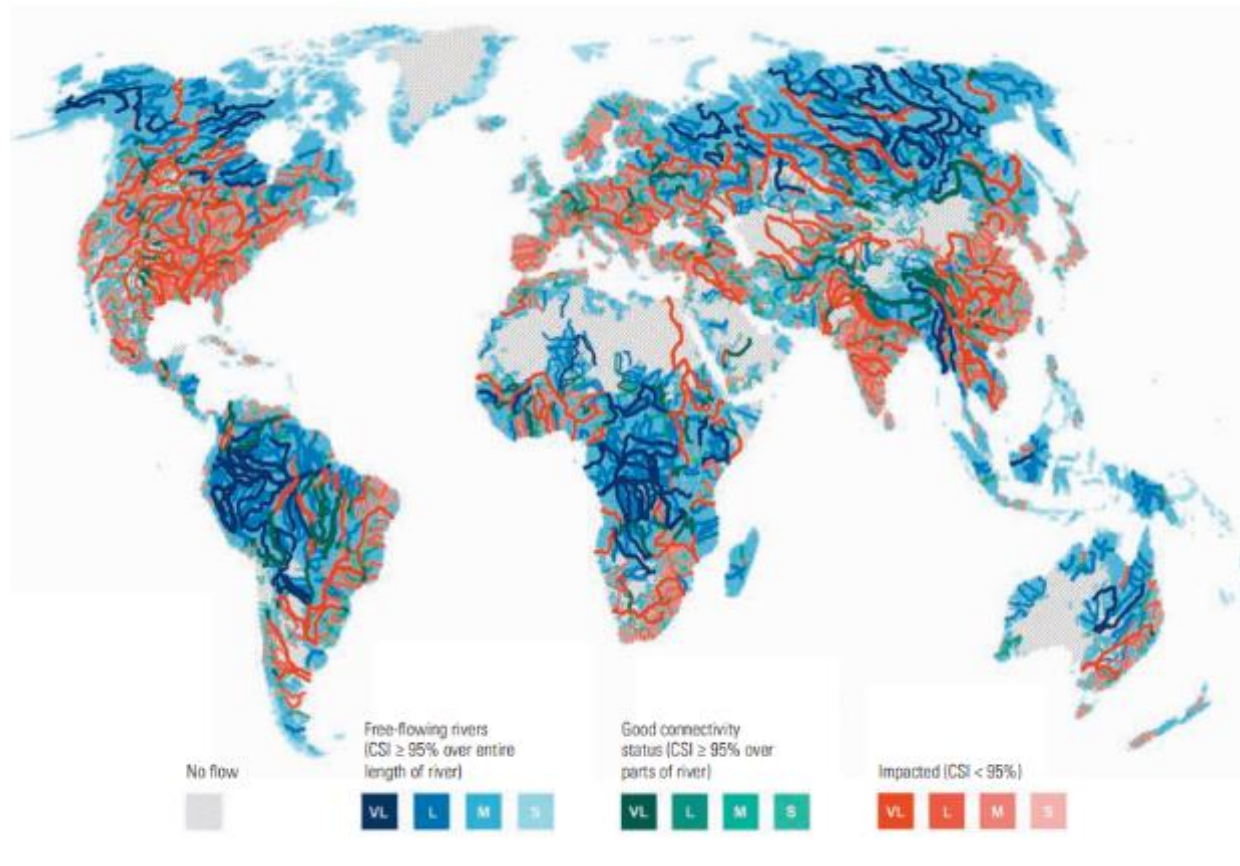 Free-flowing rivers
(CSI ≥ 95% over entire
length of river)
Good connectivity
status (CSI ≥ 95% over
parts of river)
No flow
Impacted (CSI < 95%)
VL L M S
VL L M S
VL L M S